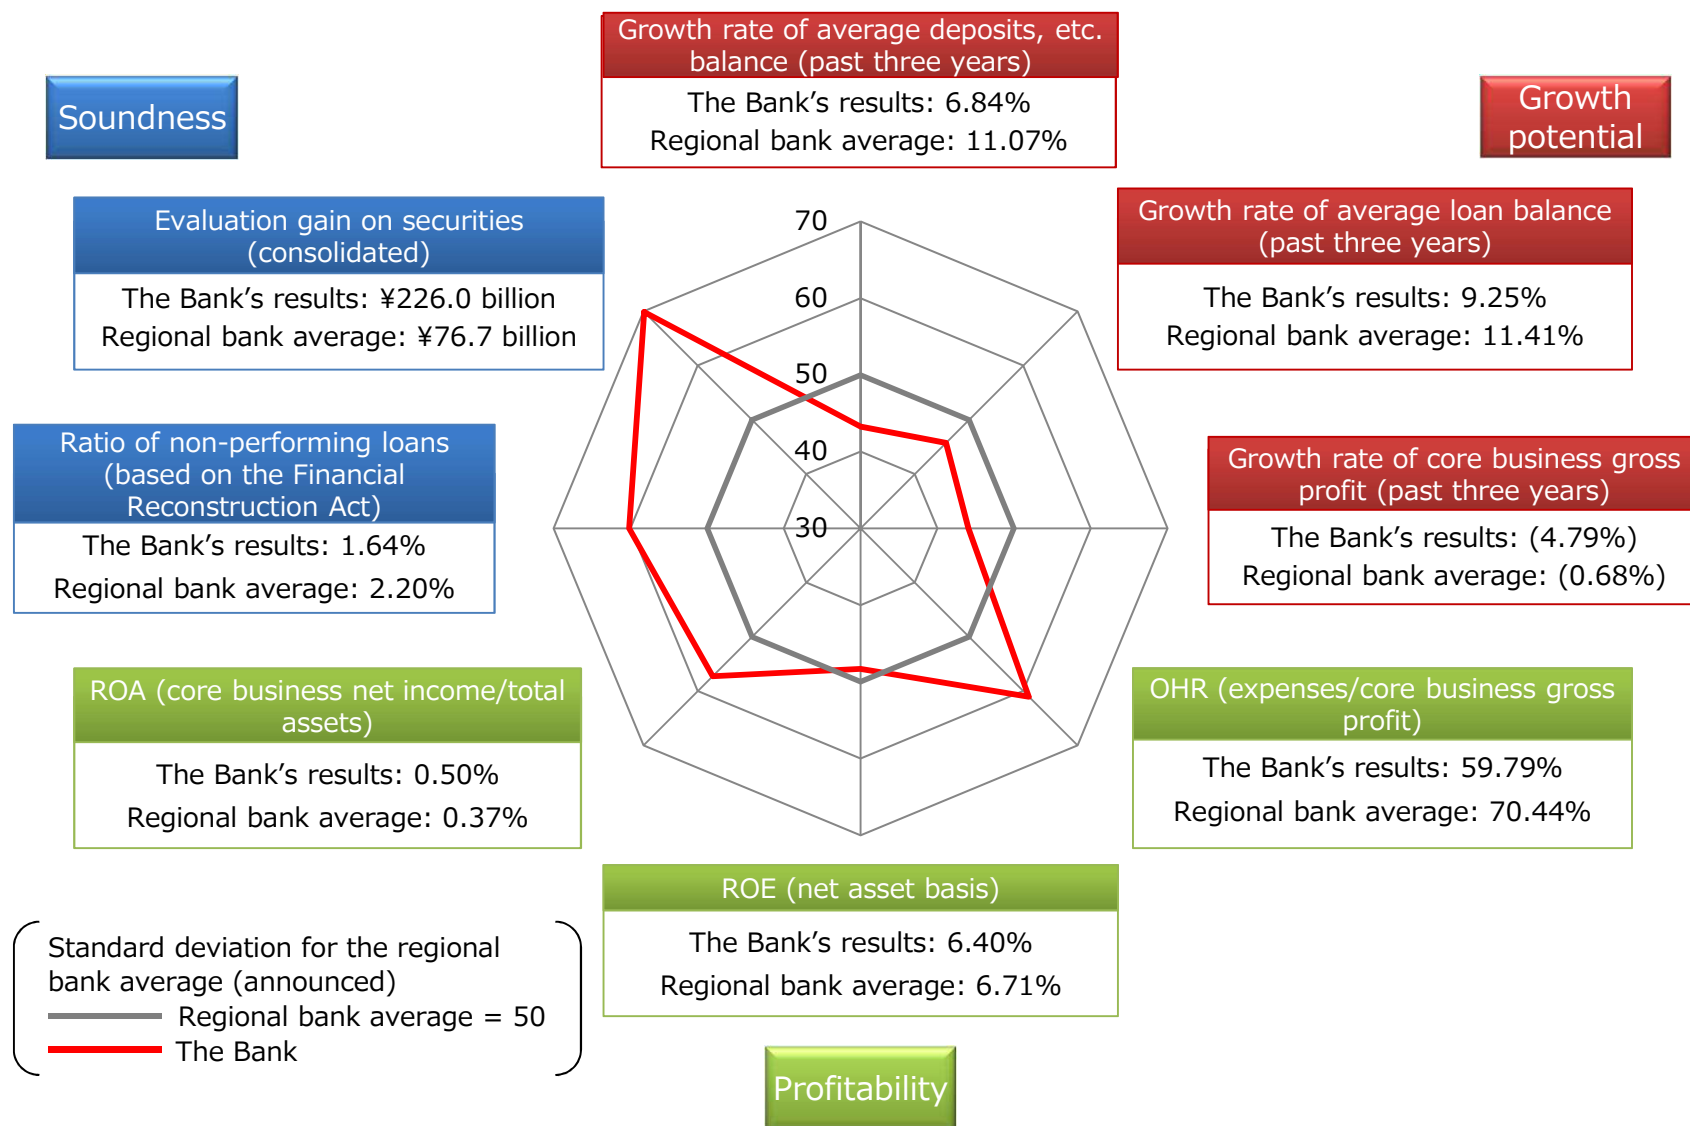 Growth rate of average deposits, etc.
balance (past three years)
The Bank’s results: 6.84%
Regional bank average: 11.07%
Soundness
Growth
potential
Evaluation gain on securities
(consolidated)
The Bank’s results: ¥226.0 billion
Regional bank average: ¥76.7 billion
Growth rate of average loan balance
(past three years)
The Bank’s results: 9.25%
Regional bank average: 11.41%
70
60
50
40
30
Ratio of non-performing loans
(based on the Financial
Reconstruction Act)
The Bank’s results: 1.64%
Regional bank average: 2.20%
Growth rate of core business gross
profit (past three years)
The Bank’s results: (4.79%)
Regional bank average: (0.68%)
ROA (core business net income/total
assets)
The Bank’s results: 0.50%
Regional bank average: 0.37%
OHR (expenses/core business gross
profit)
The Bank’s results: 59.79%
Regional bank average: 70.44%
ROE (net asset basis)
The Bank’s results: 6.40%
Regional bank average: 6.71%
Standard deviation for the regional
bank average (announced)
Regional bank average = 50
The Bank
Profitability